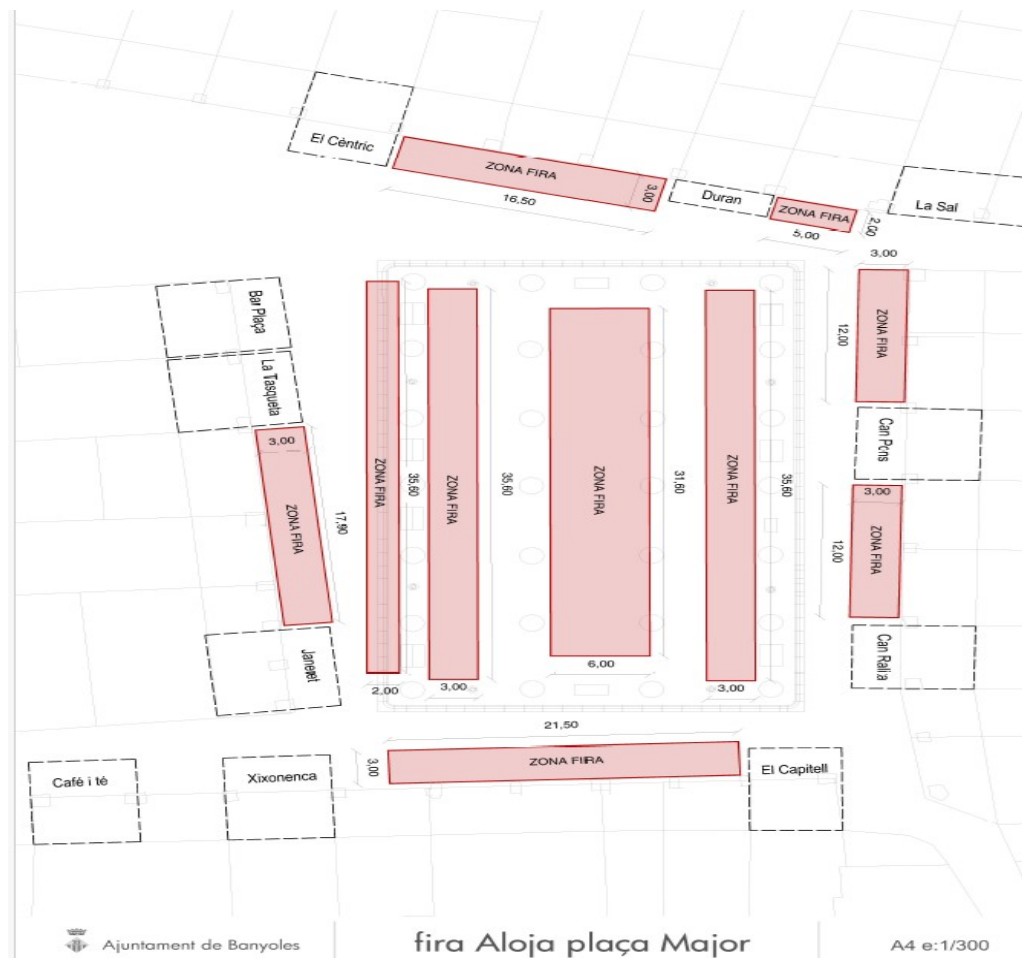 El Cèntric
ZONA FIRA
3,00
16,50
Duran
ZONA FIRA
5,00
2,00
La Sal
3,00
ZONA FIRA
12,00
Bar Plaça
La Tasqueta
3,00
ZONA FIRA
17,90
Janenet
ZONA FIRA
35,60
2,00
ZONA FIRA
35,60
3,00
ZONA FIRA
31,60
6,00
ZONA FIRA
35,60
3,00
Can Pons
3,00
ZONA FIRA
12,00
Can Ralita
21,50
3,00
ZONA FIRA
El Capitell
Café i té
Xixonenca
Ajuntament de Banyoles
fira Aloja plaça Major
A4 e:1/300